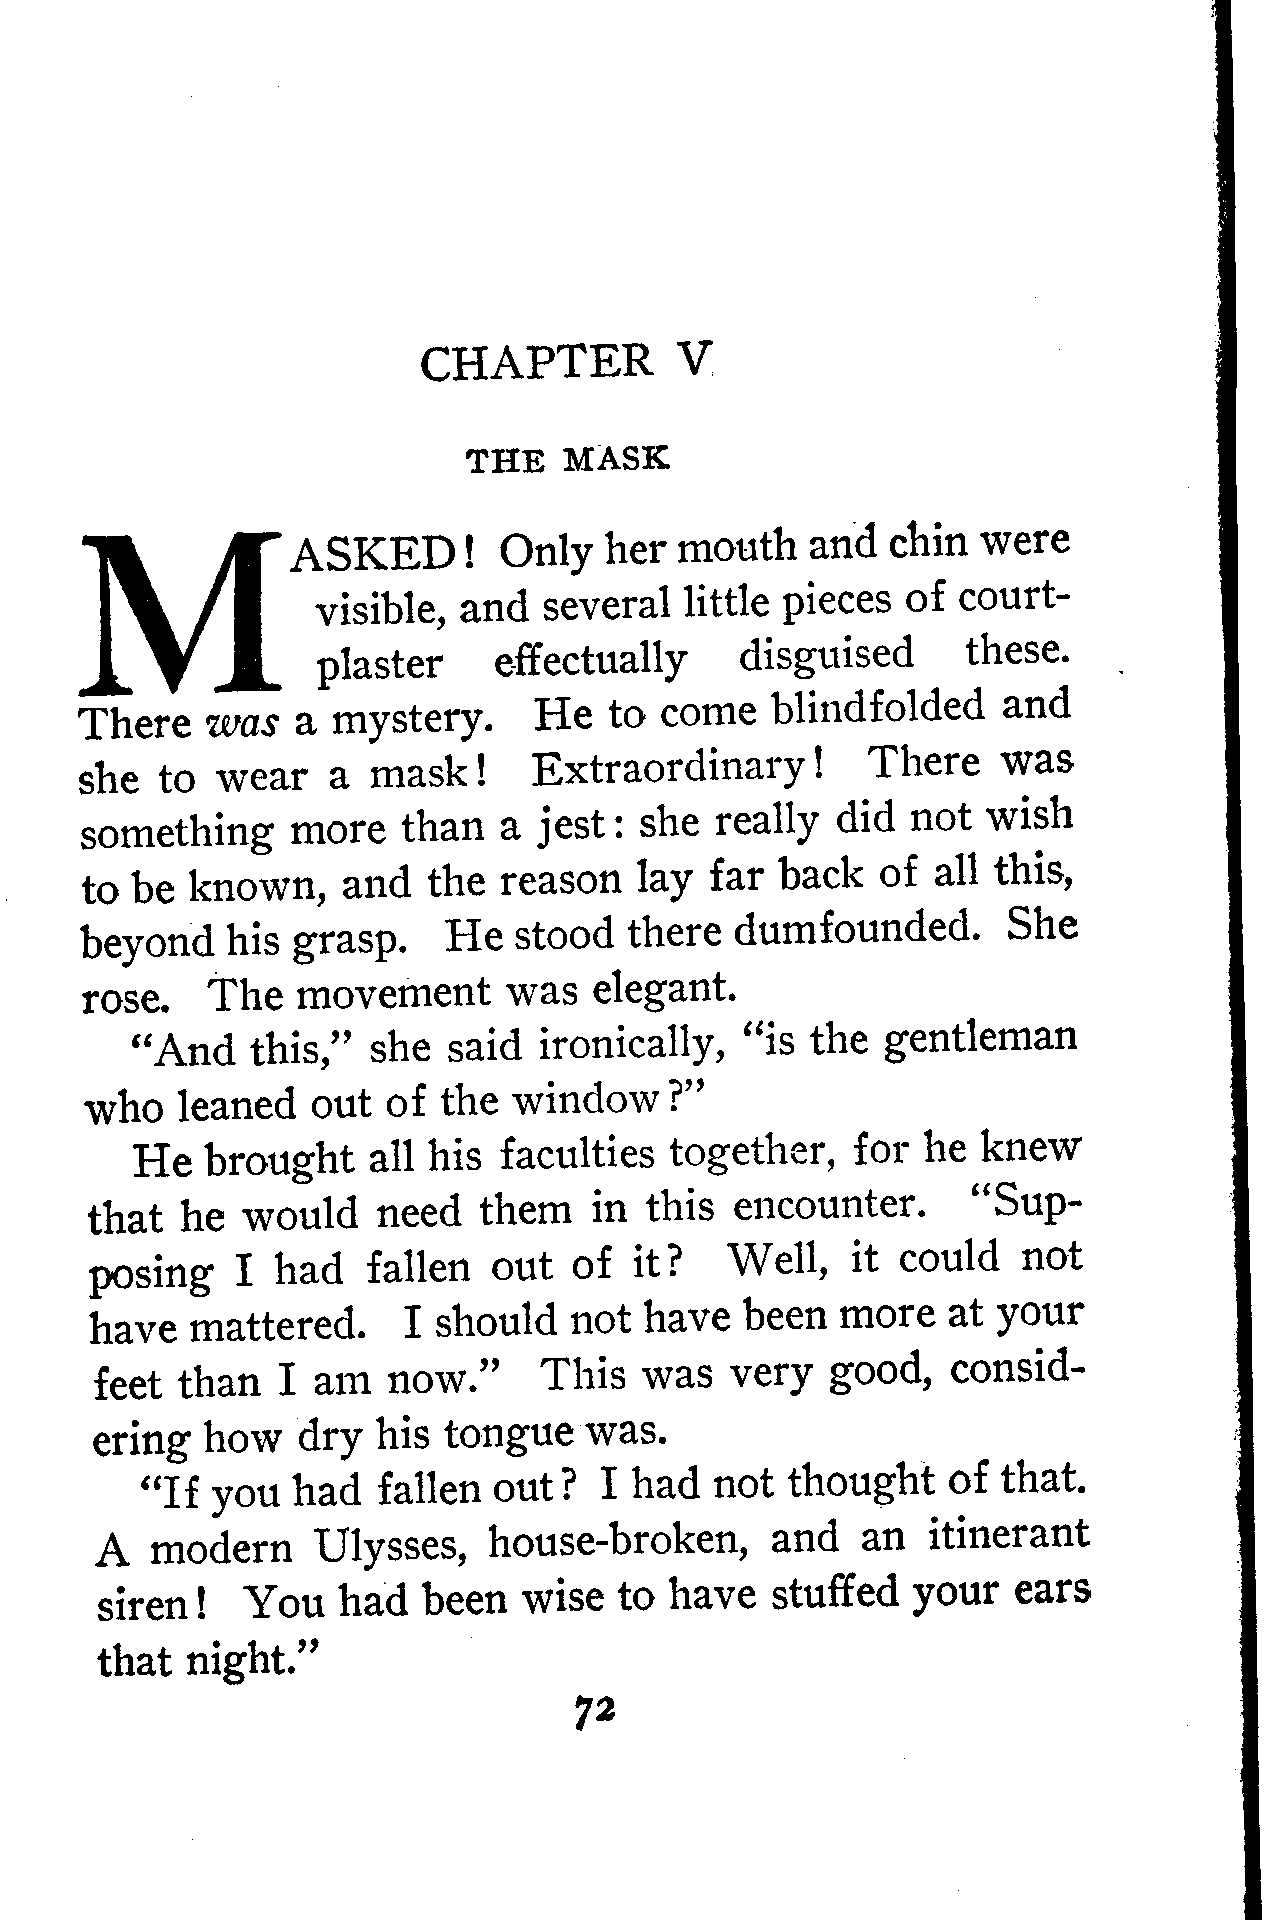 CHAPTER V
THE MASK
MASKED! Only her mouth and chin were
visible, and several little pieces of court-
plaster effectually disguised these.
There was a mystery. He to come blindfolded and
she to wear a mask! Extraordinary! There was
something more than a jest: she really did not wish
to be known, and the reason lay far back of all this,
beyond his grasp. He stood there dumfounded. She
rose. The movement was elegant.
“And this,” she said ironically, “is the gentleman
who leaned out of the window?”
He brought all his faculties together, for he knew
that he would need them in this encounter. “Sup-
posing I had fallen out of it? Well, it could not
have mattered. I should not have been more at your
feet than I am now.” This was very good, consid-
ering how dry his tongue was.
“If you had fallen out? I had not thought of that.
A modern Ulysses, house-broken, and an itinerant
siren! You had been wise to have stuffed your ears
that night.”
72